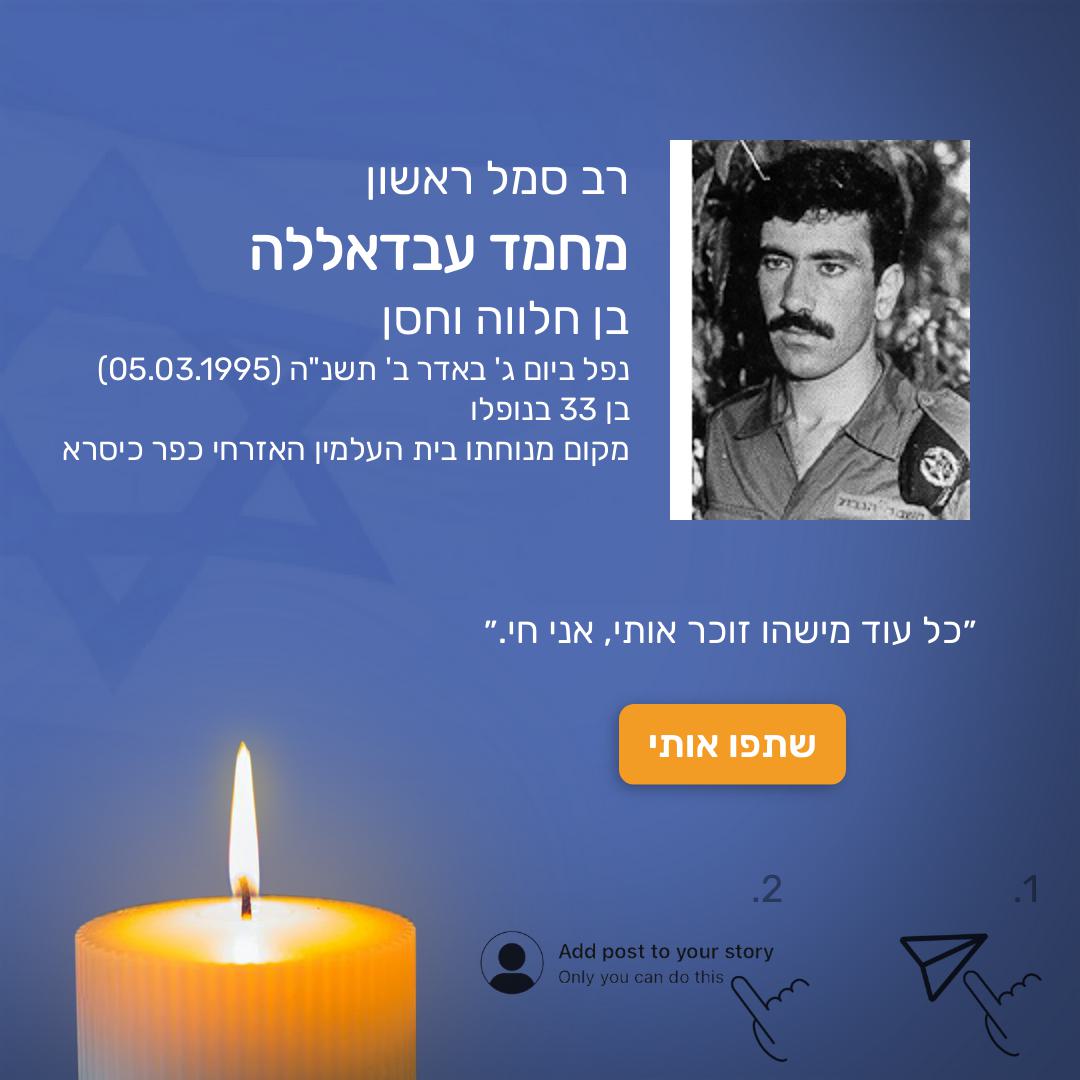 רב סמל ראשון
מחמד עבדאללה
בן חלווה וחסן
נפל ביום ג' באדר ב' תשנ"ה (05.03.1995)
בן 33 בנופלו
מקום מנוחתו בית העלמין האזרחי כפר כיסרא
משמר הגבול
״כל עוד מישהו זוכר אותי, אני חי.״
שתפו אותי
.1
.2
Add post to your story
Only you can do this